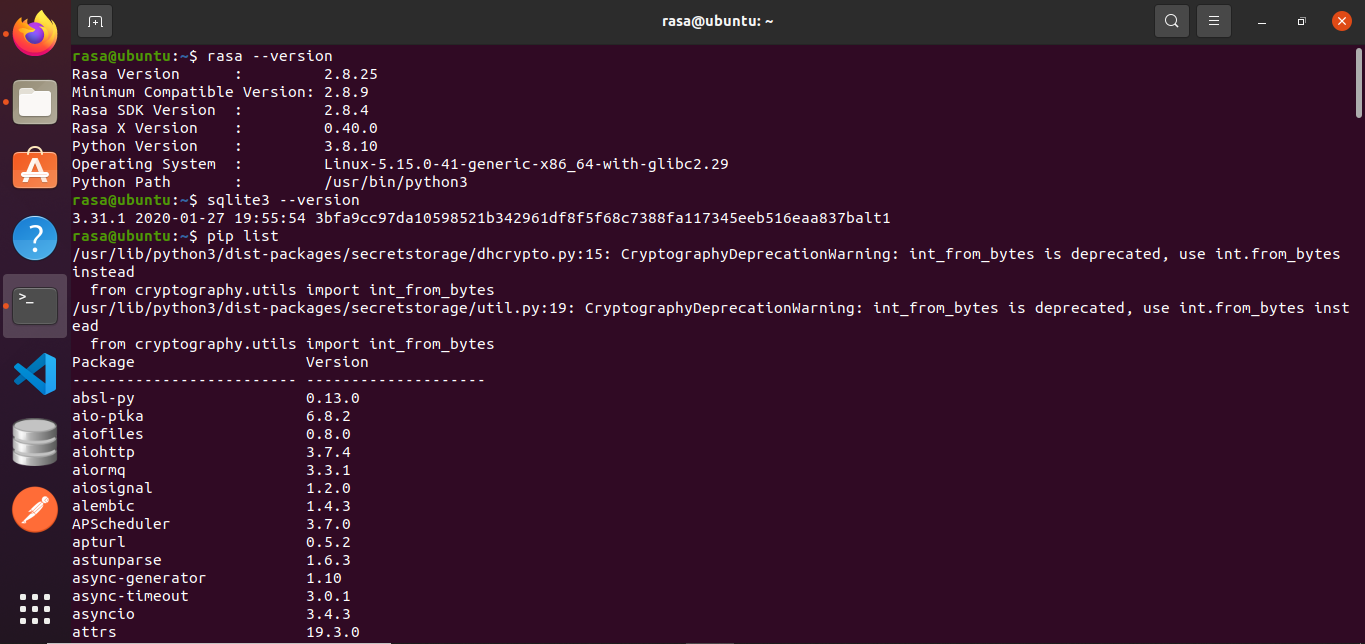 rasa@ubuntu: ~
rasa@ubuntu:~$ rasa --version
Rasa Version      :         2.8.25
Minimum Compatible Version: 2.8.9
Rasa SDK Version  :         2.8.4
Rasa X Version    :         0.40.0
Python Version    :         3.8.10
Operating System  :         Linux-5.15.0-41-generic-x86_64-with-glibc2.29
Python Path       :         /usr/bin/python3
rasa@ubuntu:~$ sqlite3 --version
3.31.1 2020-01-27 19:55:54 3bfa9cc97da10598521b342961df8f5f68c7388fa117345eeb516eaa837balt1
rasa@ubuntu:~$ pip list
/usr/lib/python3/dist-packages/secretstorage/dhcrypto.py:15: CryptographyDeprecationWarning: int_from_bytes is deprecated, use int.from_bytes
instead
  from cryptography.utils import int_from_bytes
/usr/lib/python3/dist-packages/secretstorage/util.py:19: CryptographyDeprecationWarning: int_from_bytes is deprecated, use int.from_bytes inst
ead
  from cryptography.utils import int_from_bytes
Package                   Version
------------------------- --------------------
absl-py                   0.13.0
aio-pika                  6.8.2
aiofiles                  0.8.0
aiohttp                   3.7.4
aiormq                    3.3.1
aiosignal                 1.2.0
alembic                   1.4.3
APScheduler               3.7.0
apturl                    0.5.2
astunparse                1.6.3
async-generator           1.10
async-timeout             3.0.1
asyncio                   3.4.3
attrs                     19.3.0